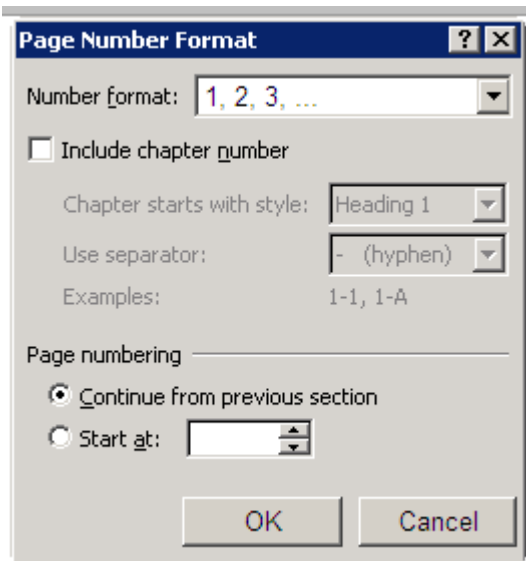 Page Number Format
Number format: 1, 2, 3, ...
Include chapter number
Chapter starts with style: Heading 1
Use separator: - (hyphen)
Examples: 1-1, 1-A
Page numbering
Continue from previous section
Start at:
OK Cancel